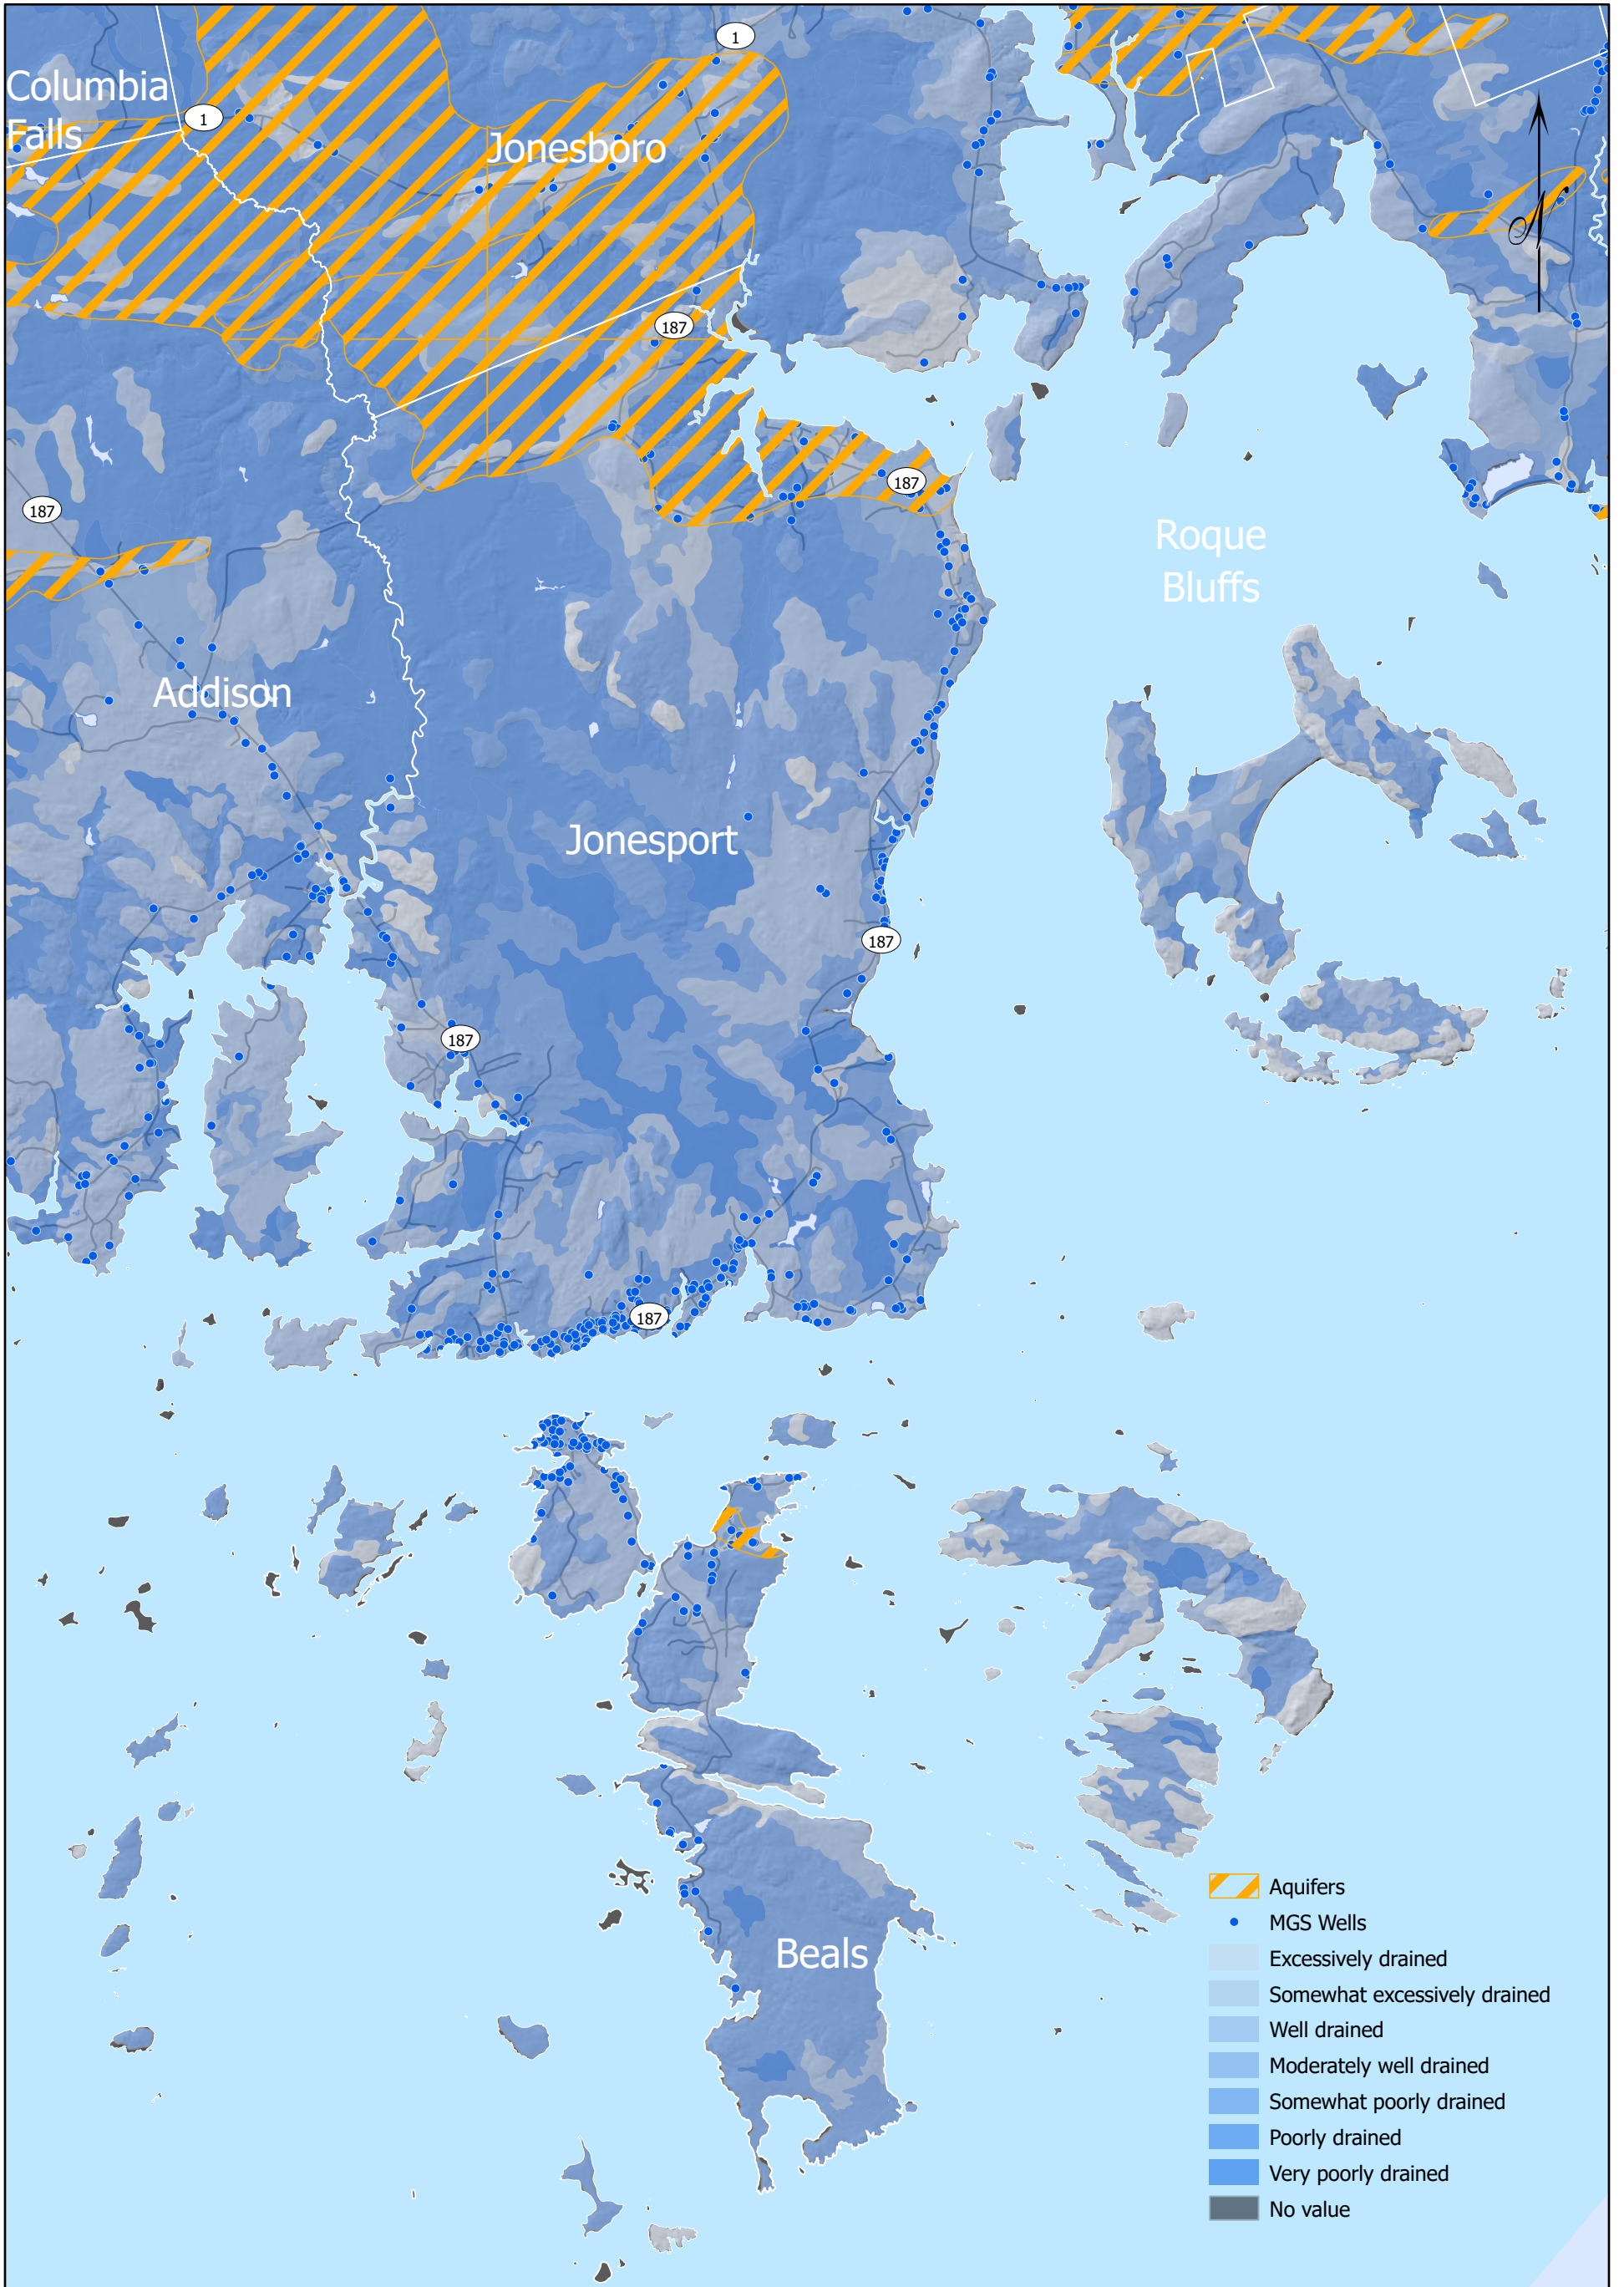 1
Columbia
Falls
1
Jonesboro
N
187
187
187
Roque
Bluffs
Addison
Jonesport
187
187
187
Aquifers
MGS Wells
Excessively drained
Somewhat excessively drained
Well drained
Moderately well drained
Somewhat poorly drained
Poorly drained
Very poorly drained
No value
Beals